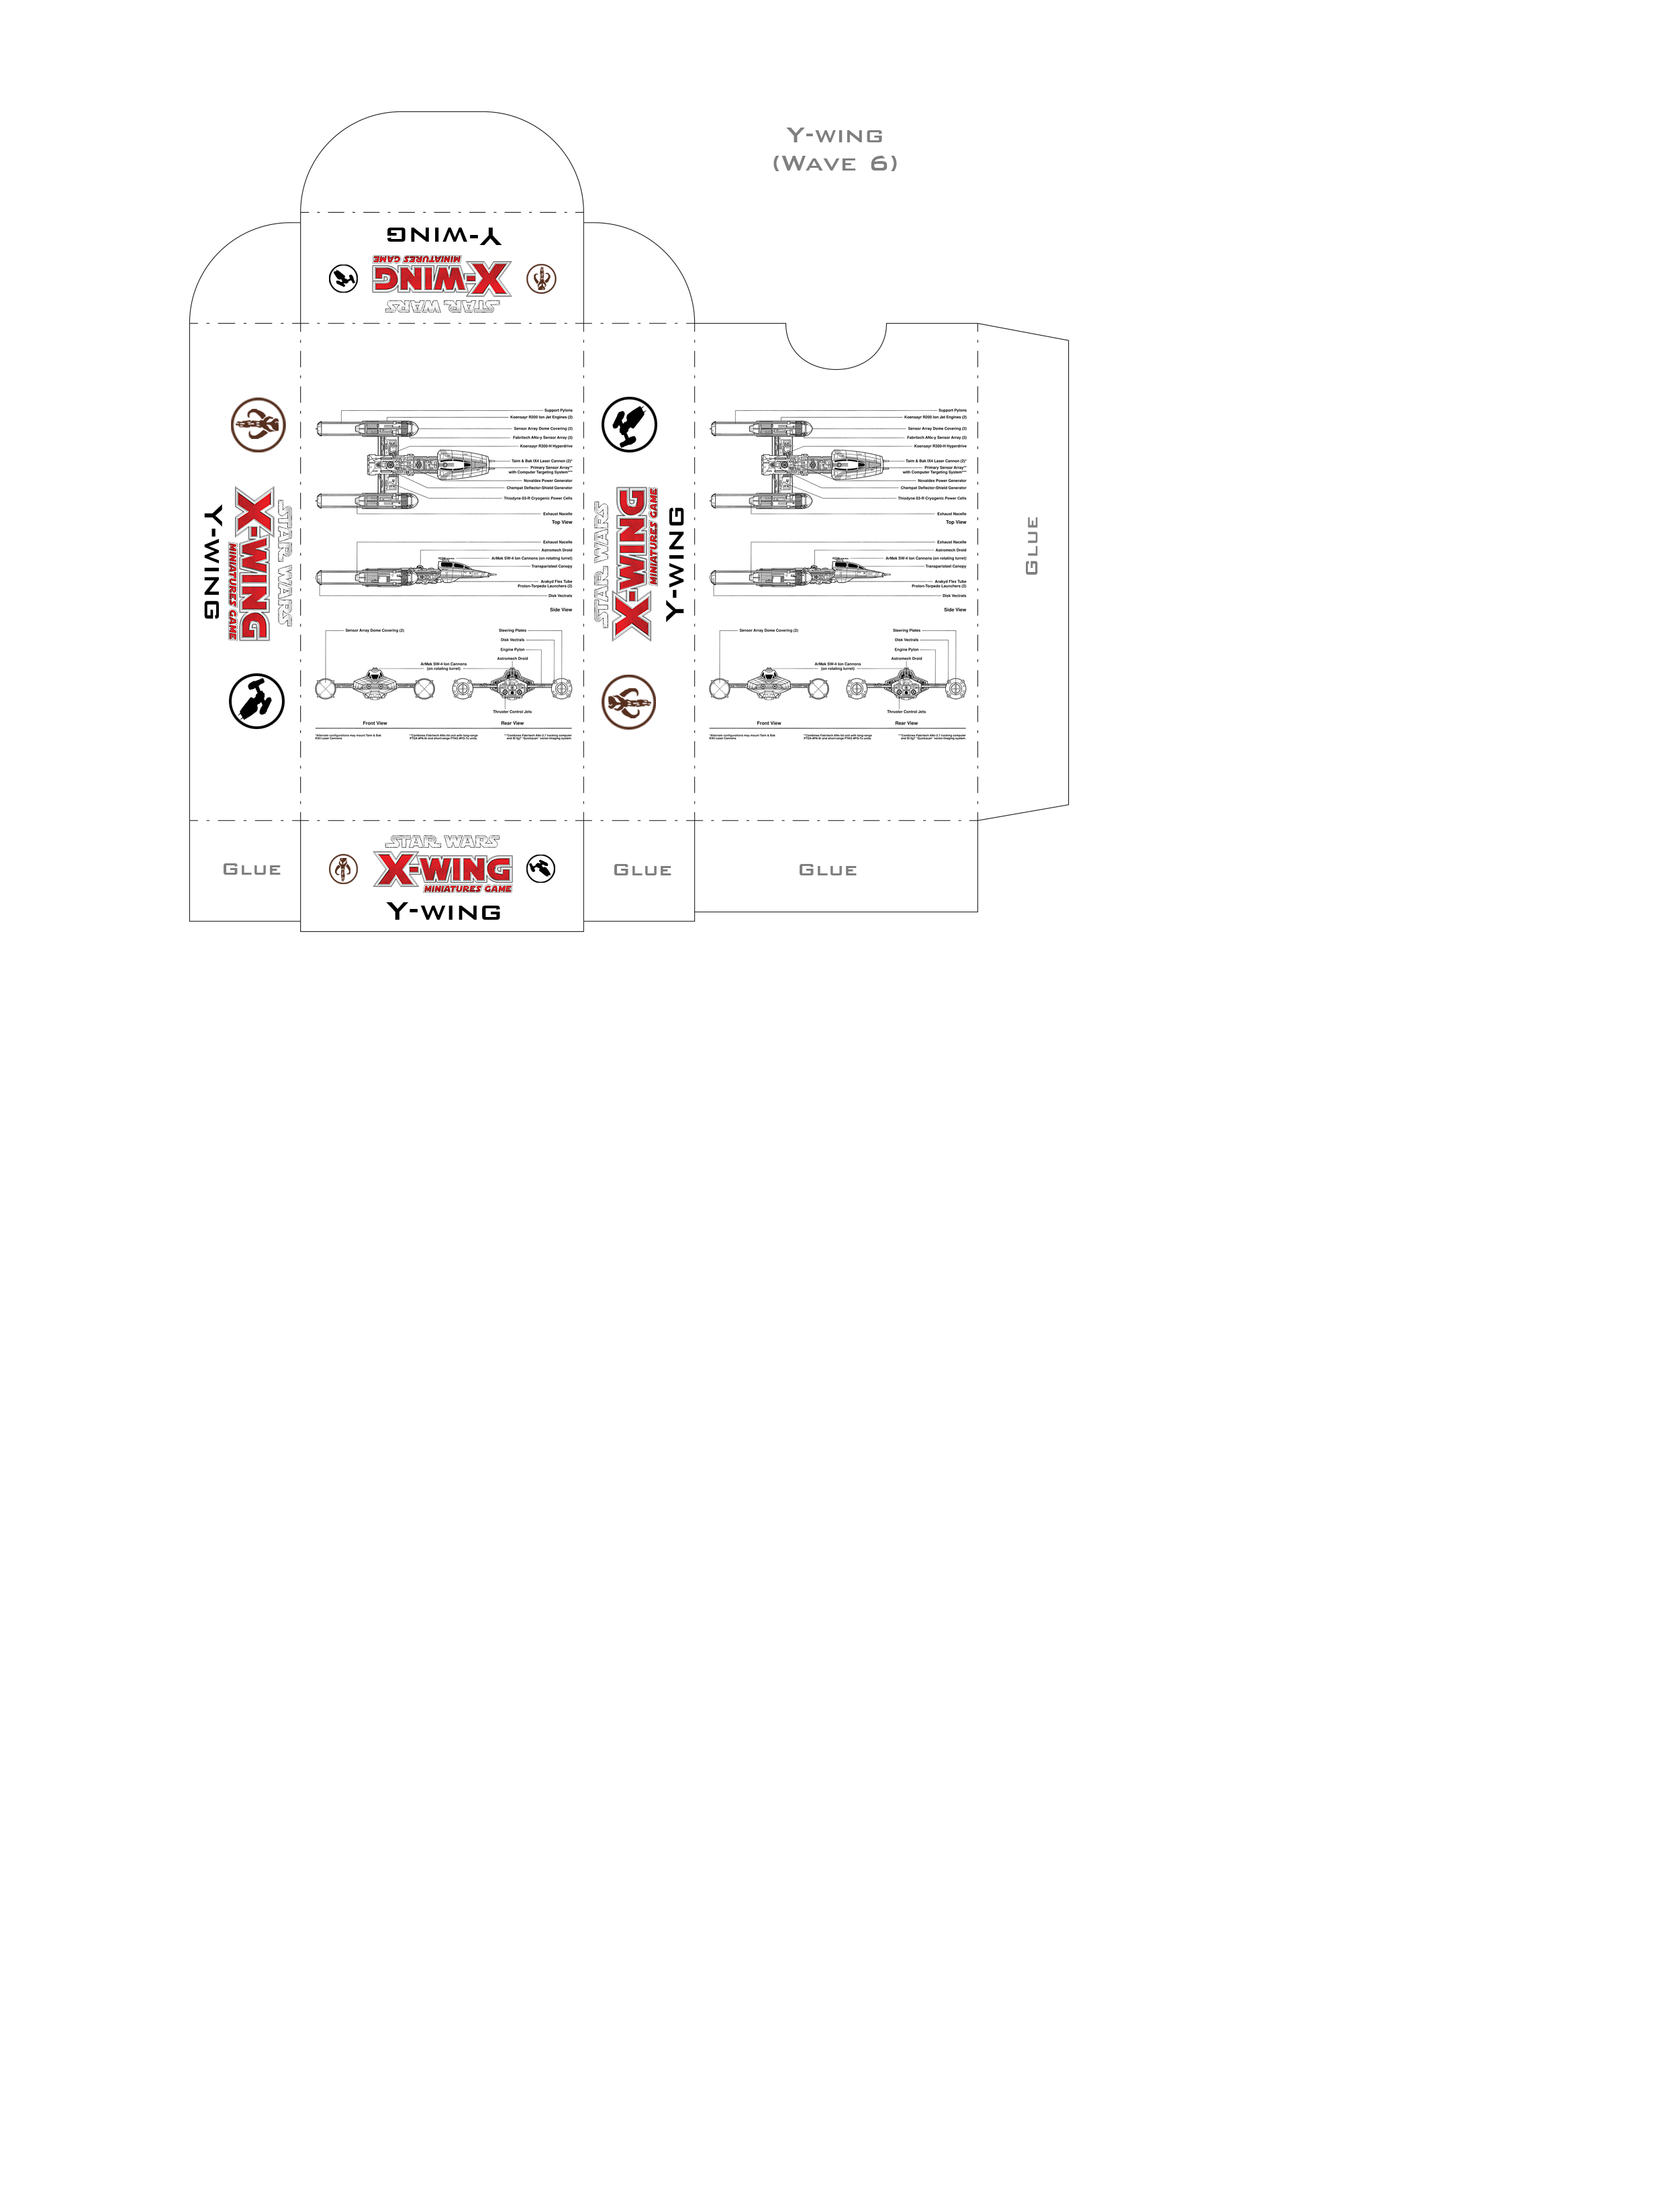 Y-wing
(Wave 6)
Y-wing
X-WING
MINIATURES GAME
STAR WARS
Y-wing
X-WING
MINIATURES GAME
STAR WARS
Support Pylons
Koensayr R200 Ion Jet Engines (2)
Sensor Array Dome Covering (2)
Fabritech ANs-y Sensor Array (2)
Koensayr R300-H Hyperdrive
Taim & Bak IX4 Laser Cannon (2)*
Primary Sensor Array**
with Computer Targeting System***
Novaldex Power Generator
Chempat Deflector-Shield Generator
Thiodyne 03-R Cryogenic Power Cells
Exhaust Nacelle
Top View
Exhaust Nacelle
Astromech Droid
ArMek SW-4 Ion Cannons (on rotating turret)
Transparisteel Canopy
Arakyd Flex Tube
Proton-Torpedo Launchers (2)
Disk Vectrals
Side View
Sensor Array Dome Covering (2)
Steering Plates
Disk Vectrals
Engine Pylon
Astromech Droid
ArMek SW-4 Ion Cannons
(on rotating turret)
Thruster Control Jets
Front View
Rear View
STAR WARS
X-WING
MINIATURES GAME
Y-wing
Support Pylons
Koensayr R200 Ion Jet Engines (2)
Sensor Array Dome Covering (2)
Fabritech ANs-y Sensor Array (2)
Koensayr R300-H Hyperdrive
Taim & Bak IX4 Laser Cannon (2)*
Primary Sensor Array**
with Computer Targeting System***
Novaldex Power Generator
Chempat Deflector-Shield Generator
Thiodyne 03-R Cryogenic Power Cells
Exhaust Nacelle
Top View
Exhaust Nacelle
Astromech Droid
ArMek SW-4 Ion Cannons (on rotating turret)
Transparisteel Canopy
Arakyd Flex Tube
Proton-Torpedo Launchers (2)
Disk Vectrals
Side View
Sensor Array Dome Covering (2)
Steering Plates
Disk Vectrals
Engine Pylon
Astromech Droid
ArMek SW-4 Ion Cannons
(on rotating turret)
Thruster Control Jets
Front View
Rear View
Glue
Glue
STAR WARS
X-WING
MINIATURES GAME
Y-wing
Glue
Glue